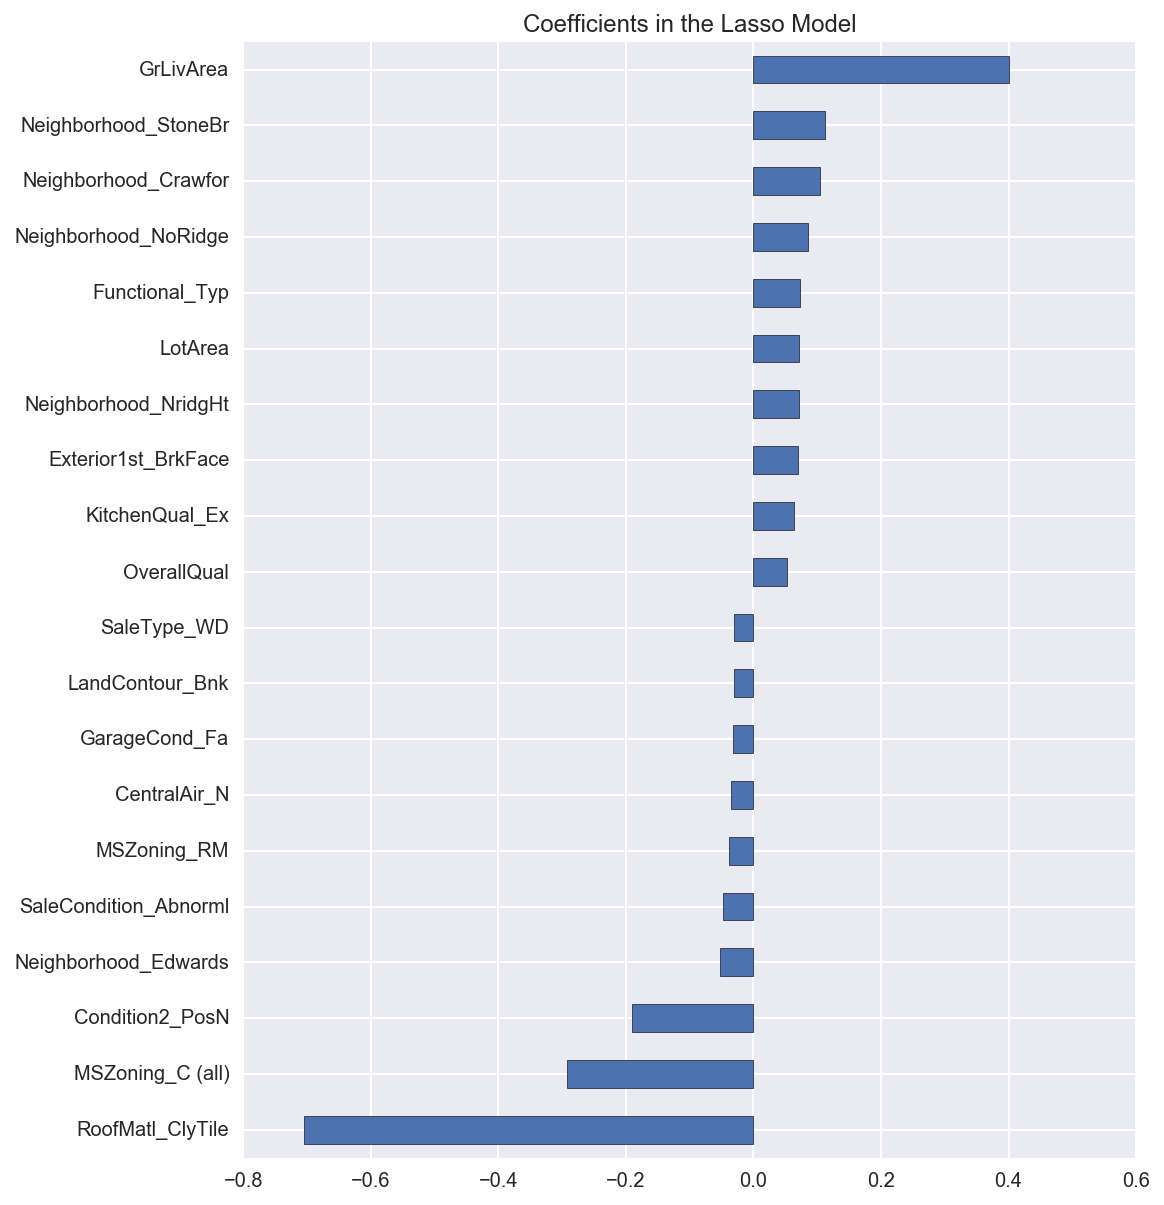 Coefficients in the Lasso Model
GrLivArea
Neighborhood_StoneBr
Neighborhood_Crawfor
Neighborhood_NoRidge
Functional_Typ
LotArea
Neighborhood_NridgHt
Exterior1st_BrkFace
KitchenQual_Ex
OverallQual
SaleType_WD
LandContour_Bnk
GarageCond_Fa
CentralAir_N
MSZoning_RM
SaleCondition_Abnorml
Neighborhood_Edwards
Condition2_PosN
MSZoning_C (all)
RoofMatl_ClyTile
−0.8 −0.6 −0.4 −0.2 0.0 0.2 0.4 0.6